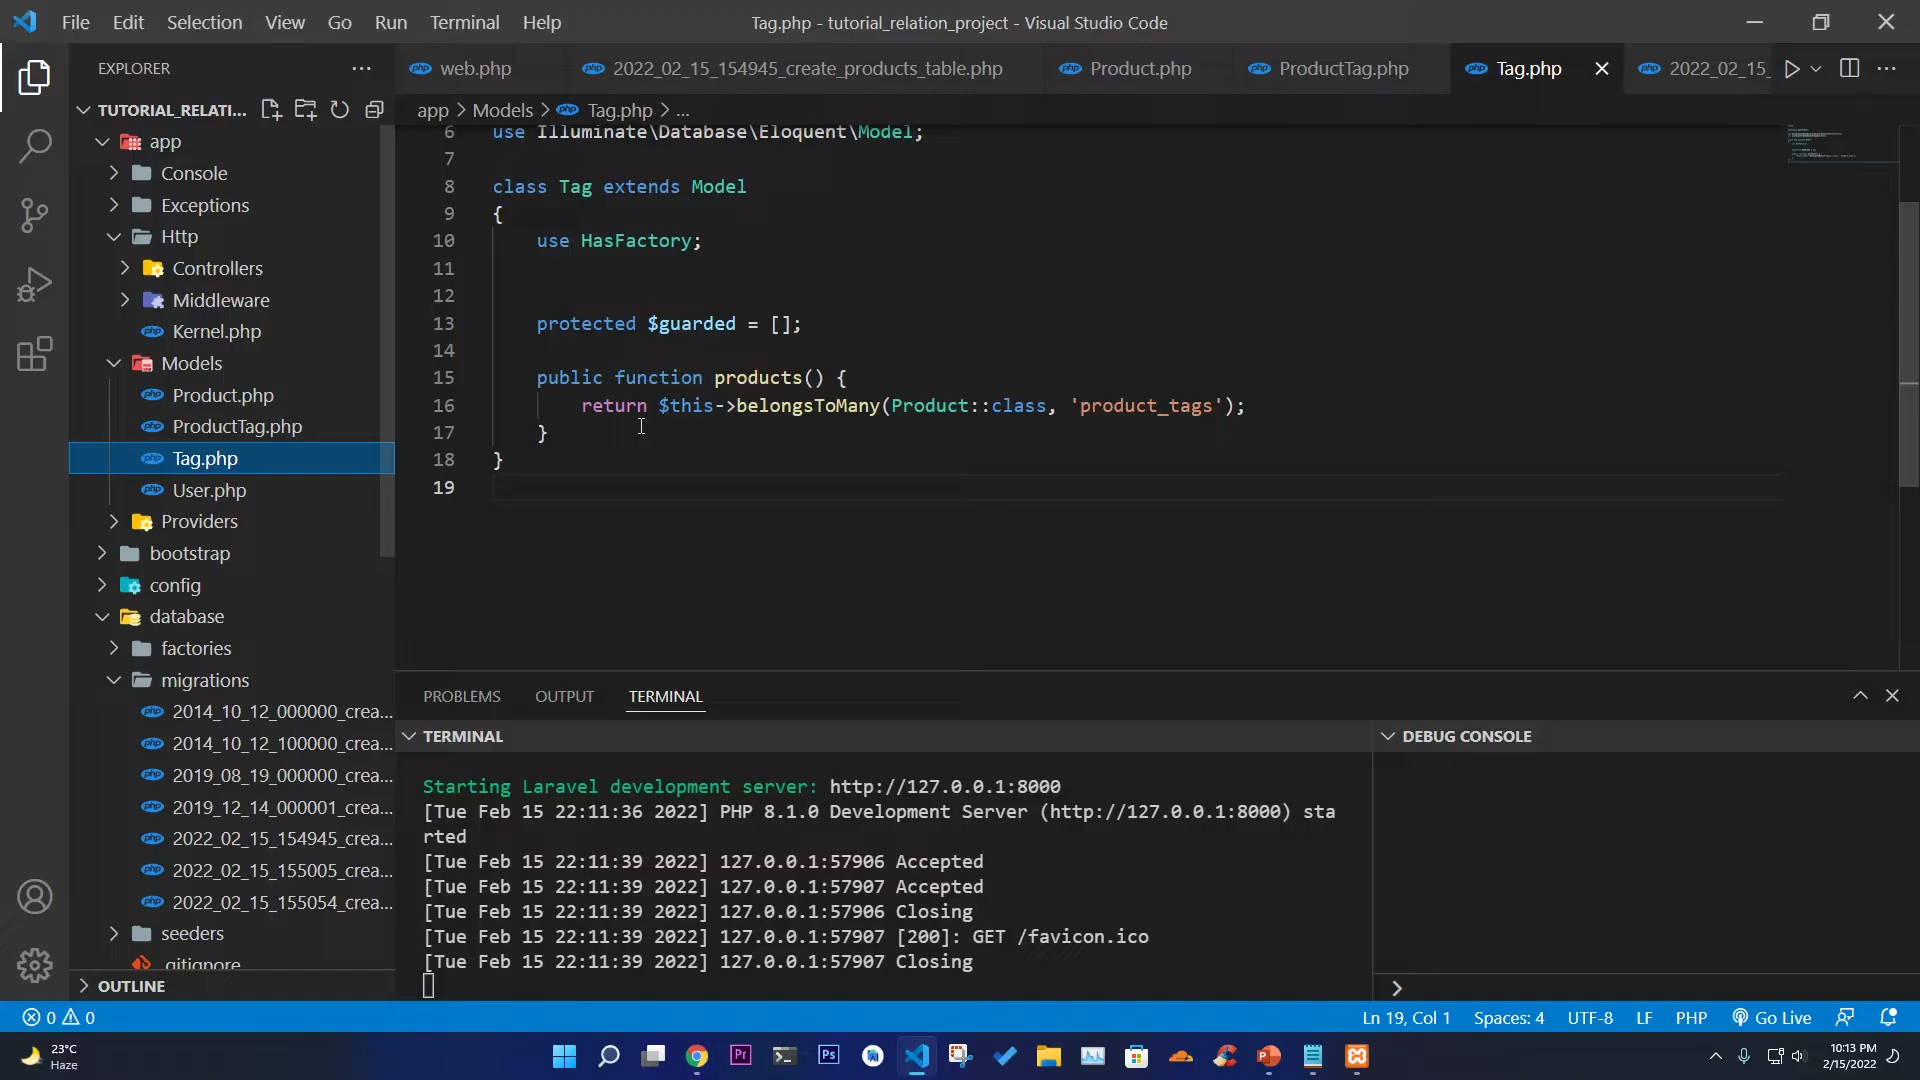 File Edit Selection View Go Run Terminal Help
Tag.php - tutorial_relation_project - Visual Studio Code
EXPLORER
TUTORIAL_RELATI...
app
Console
Exceptions
Http
Controllers
Middleware
Kernel.php
Models
Product.php
ProductTag.php
Tag.php
User.php
Providers
bootstrap
config
database
factories
migrations
2014_10_12_000000_crea...
2014_10_12_100000_crea...
2019_08_19_000000_crea...
2019_12_14_000001_crea...
2022_02_15_154945_crea...
2022_02_15_155005_crea...
2022_02_15_155054_crea...
seeders
.gitignore
OUTLINE
web.php 2022_02_15_154945_create_products_table.php Product.php ProductTag.php Tag.php 2022_02_15_
app > Models > Tag.php > ...
6 use Illuminate\Database\Eloquent\Model;
7
8 class Tag extends Model
9 {
10 use HasFactory;
11
12
13 protected $guarded = [];
14
15 public function products() {
16 return $this->belongsToMany(Product::class, 'product_tags');
17 }
18 }
19
PROBLEMS OUTPUT TERMINAL
TERMINAL
Starting Laravel development server: http://127.0.0.1:8000
[Tue Feb 15 22:11:36 2022] PHP 8.1.0 Development Server (http://127.0.0.1:8000) sta
rted
[Tue Feb 15 22:11:39 2022] 127.0.0.1:57906 Accepted
[Tue Feb 15 22:11:39 2022] 127.0.0.1:57907 Accepted
[Tue Feb 15 22:11:39 2022] 127.0.0.1:57906 Closing
[Tue Feb 15 22:11:39 2022] 127.0.0.1:57907 [200]: GET /favicon.ico
[Tue Feb 15 22:11:39 2022] 127.0.0.1:57907 Closing
DEBUG CONSOLE
0 0
Ln 19, Col 1 Spaces: 4 UTF-8 LF PHP Go Live
23°C
Haze
Pr
Ps
10:13 PM
2/15/2022